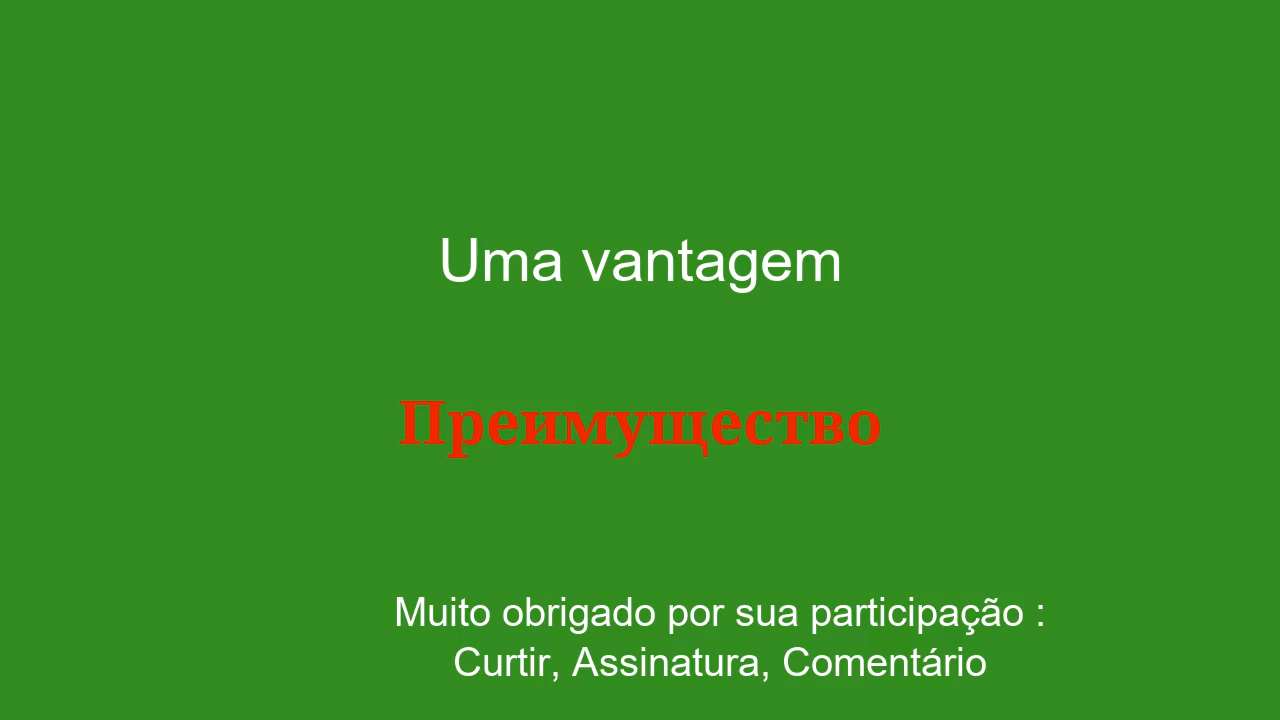 Uma vantagem
Преимущество
Muito obrigado por sua participação :
Curtir, Assinatura, Comentário